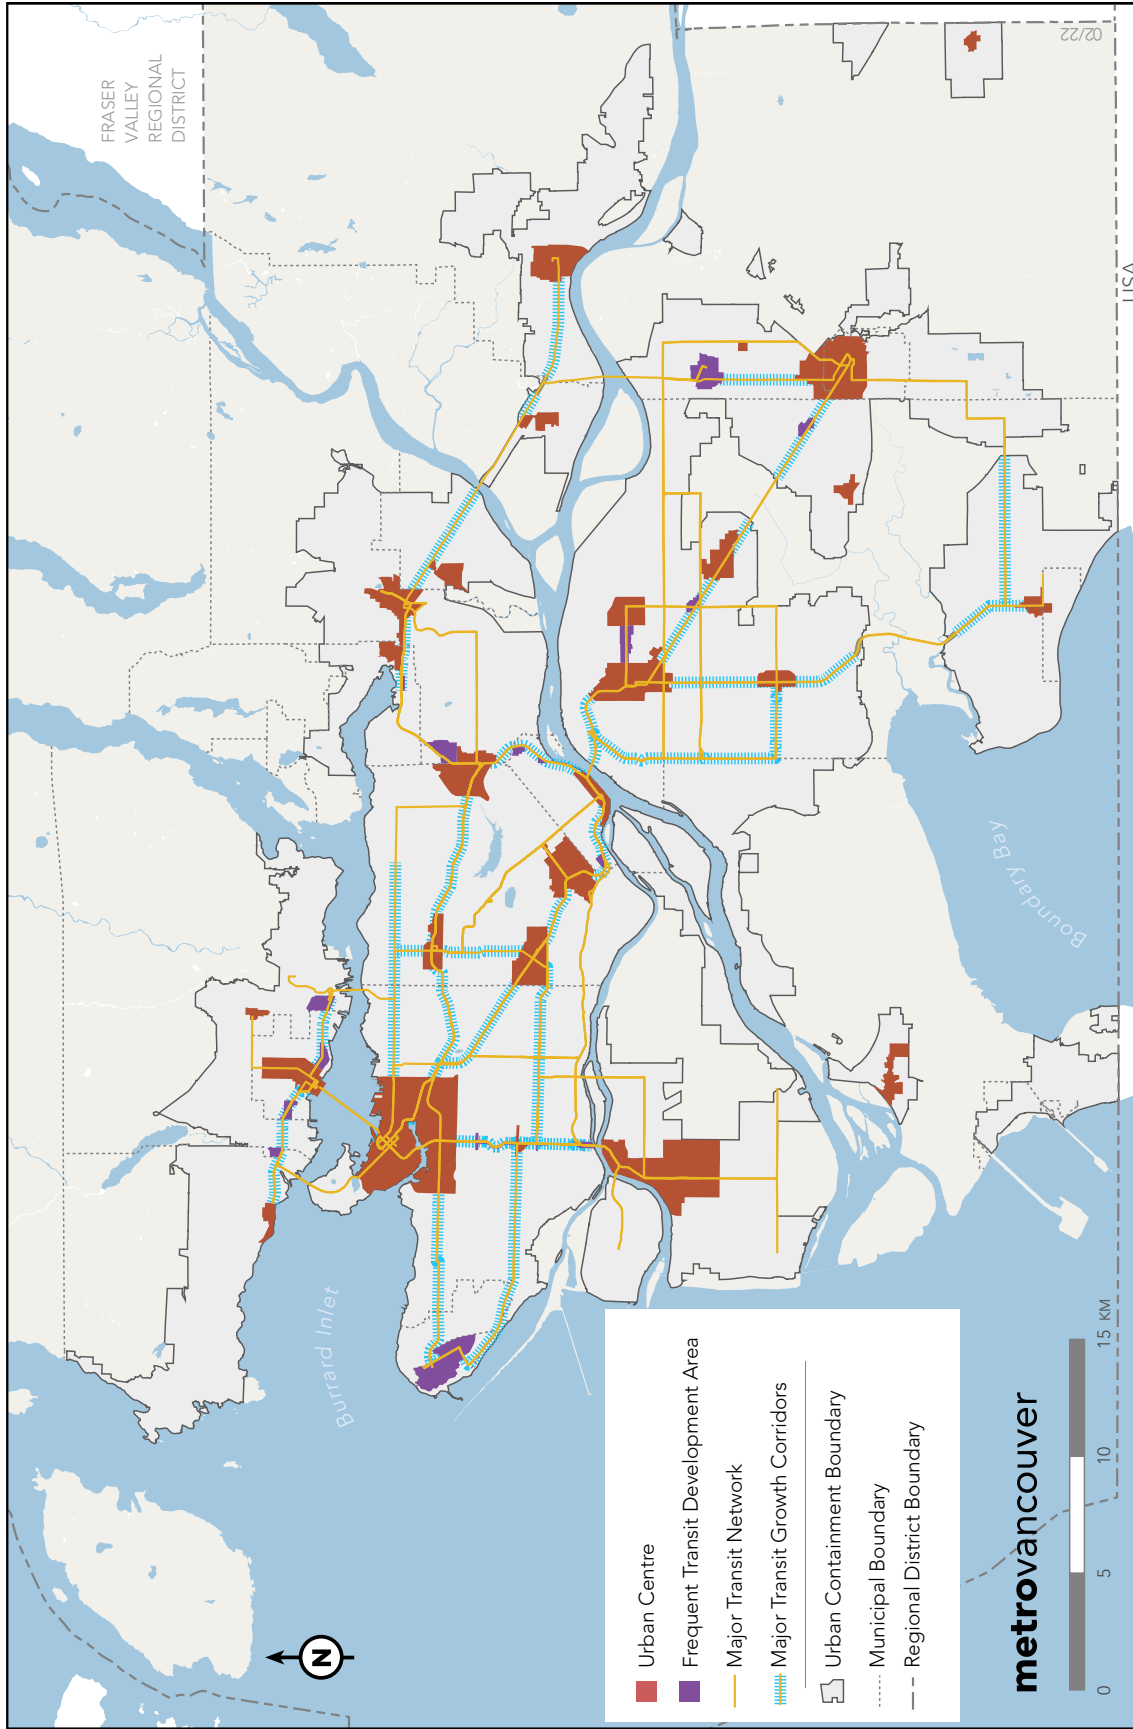 FRASER
VALLEY
REGIONAL
DISTRICT
02/22
USA
Burrard Inlet
Boundary Bay
N
Urban Centre
Frequent Transit Development Area
Major Transit Network
Major Transit Growth Corridors
Urban Containment Boundary
Municipal Boundary
Regional District Boundary
metrovancouver
0 5 10 15 KM